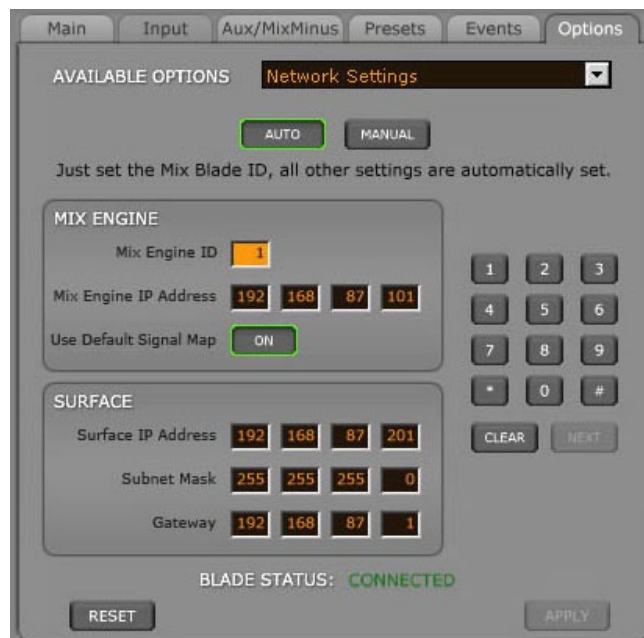 Main Input Aux/MixMinus Presets Events Options
AVAILABLE OPTIONS Network Settings
AUTO MANUAL
Just set the Mix Blade ID, all other settings are automatically set.
MIX ENGINE
Mix Engine ID 1
Mix Engine IP Address 192 168 87 101
Use Default Signal Map ON
1 2 3
4 5 6
7 8 9
* 0 #
CLEAR NEXT
SURFACE
Surface IP Address 192 168 87 201
Subnet Mask 255 255 255 0
Gateway 192 168 87 1
BLADE STATUS: CONNECTED
RESET APPLY